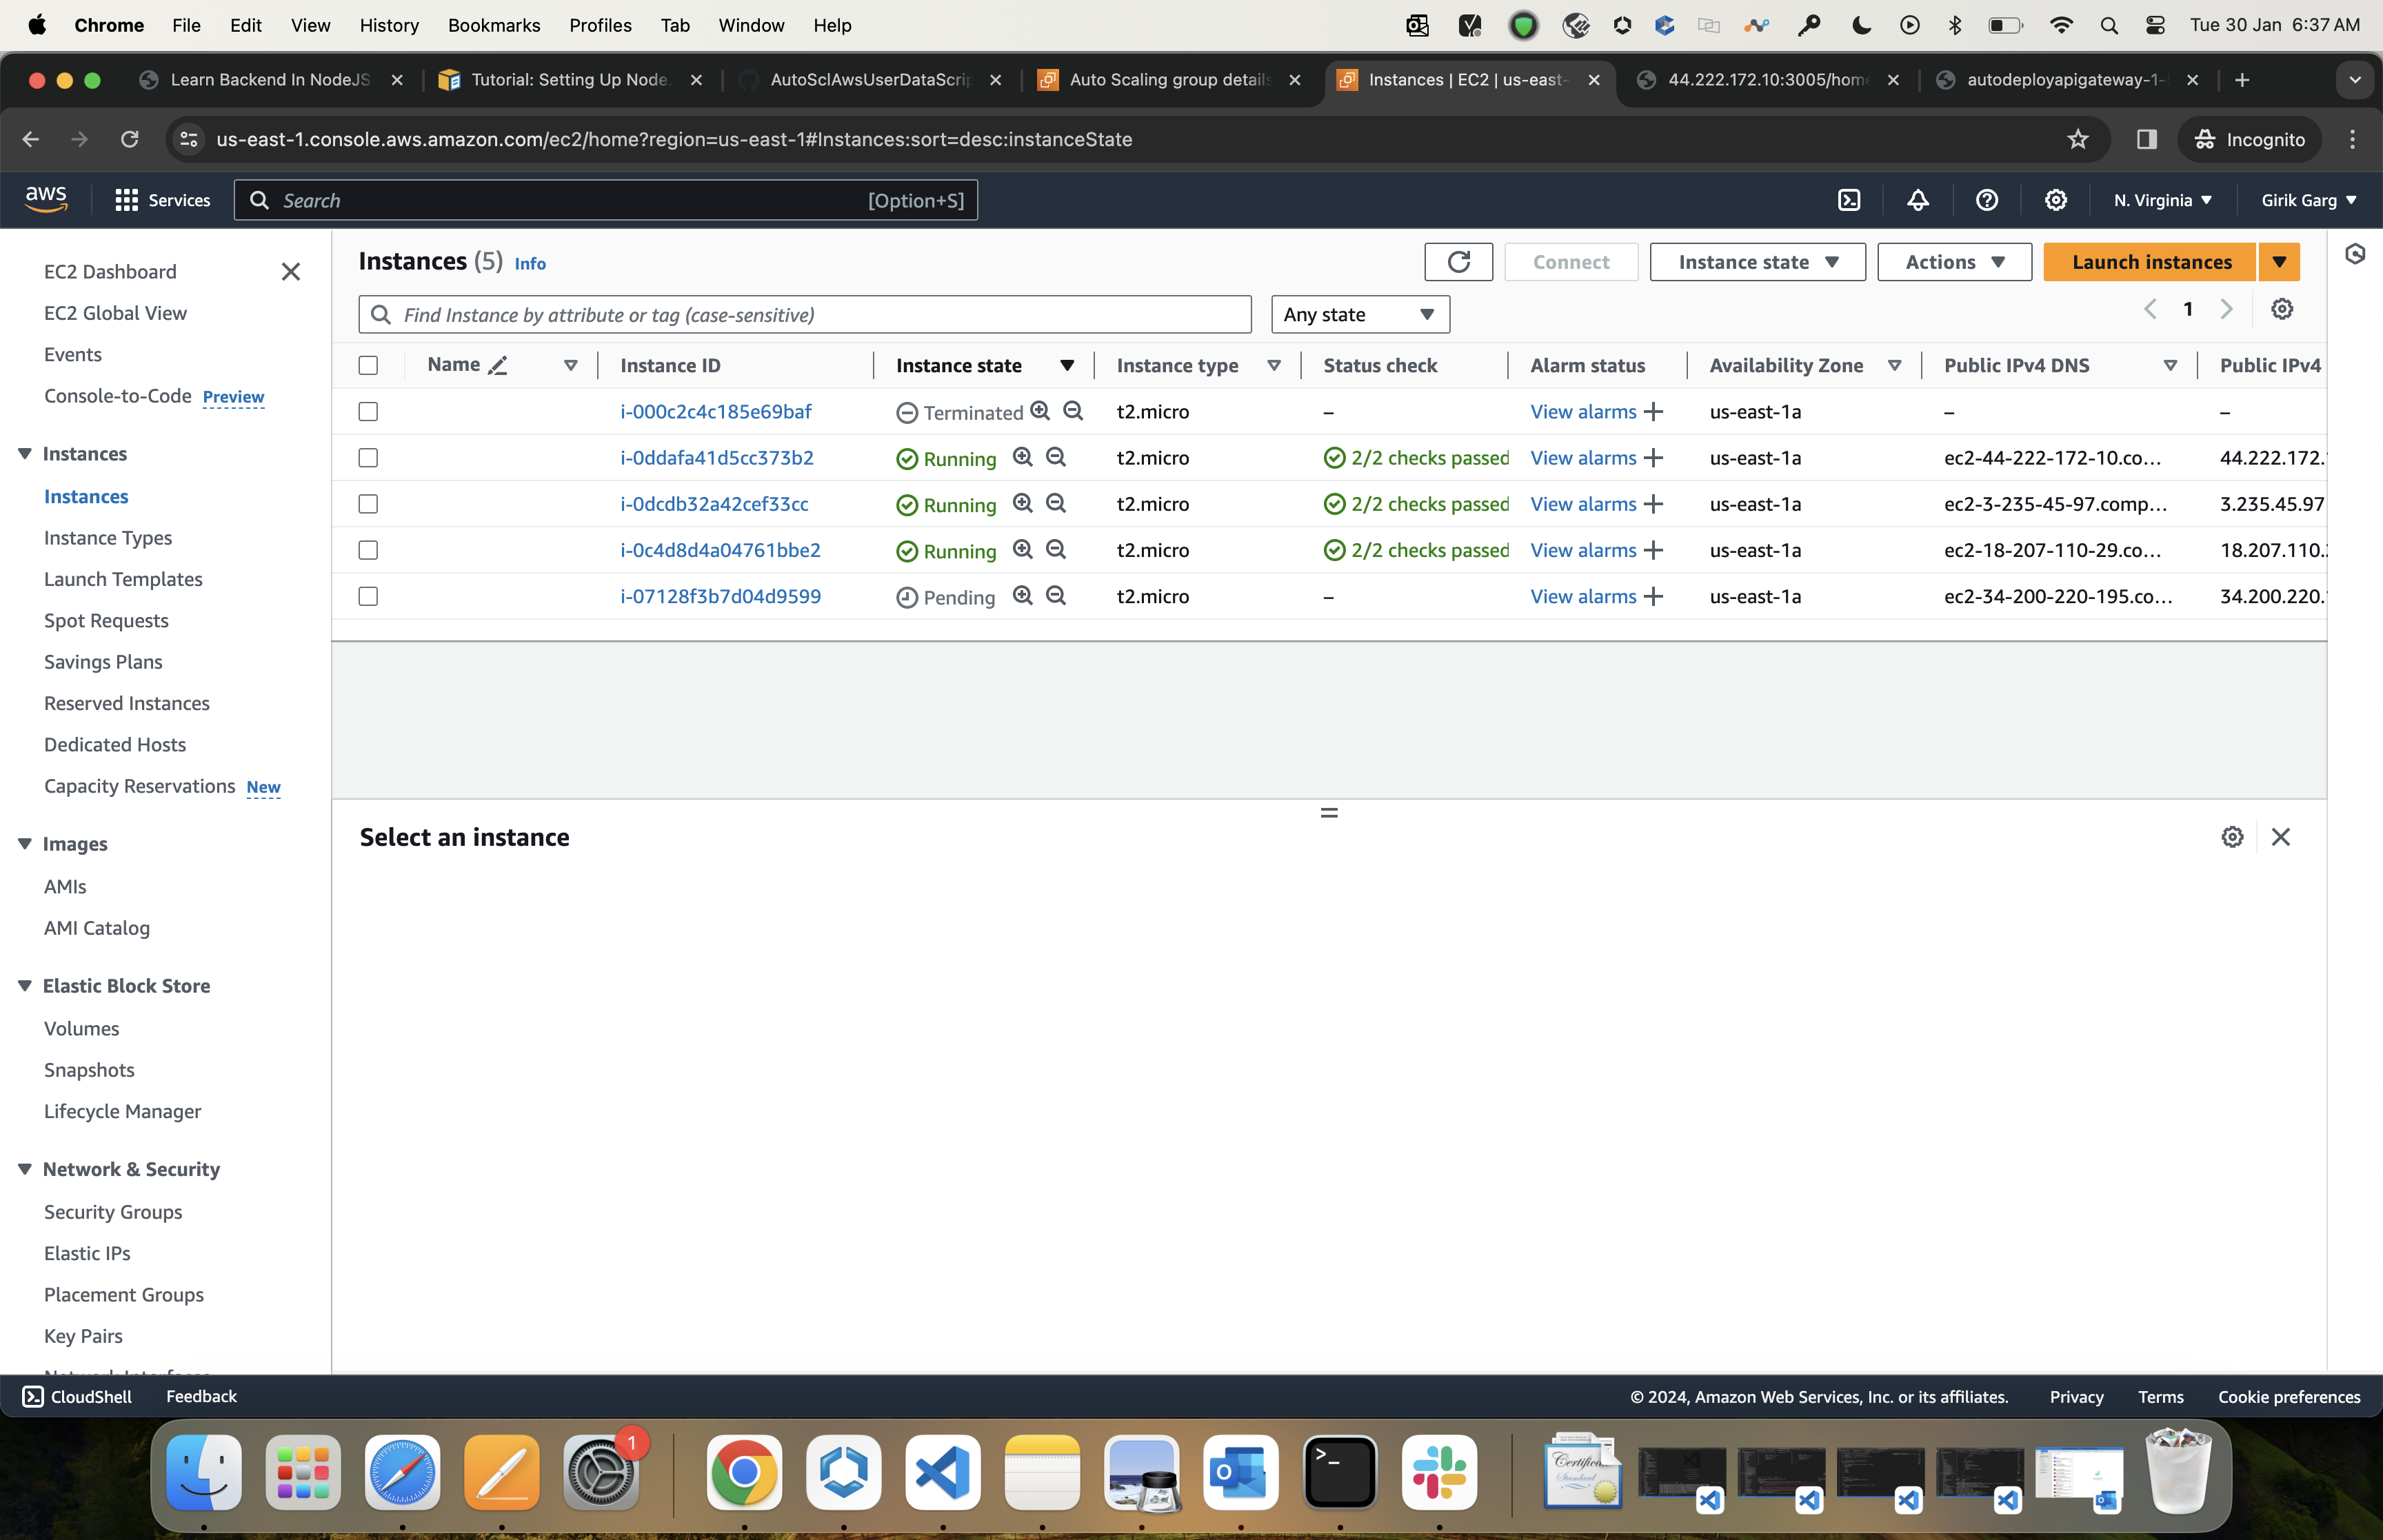 Chrome File Edit View History Bookmarks Profiles Tab Window Help Tue 30 Jan 6:37 AM
Learn Backend In NodeJS Tutorial: Setting Up Node. AutoSclAwsUserDataScrip Auto Scaling group details Instances | EC2 | us-east- 44.222.172.10:3005/home autodeployapigateway-1-
us-east-1.console.aws.amazon.com/ec2/home?region=us-east-1#Instances:sort=desc:instanceState Incognito
aws Services Search [Option+S] N. Virginia Girik Garg
EC2 Dashboard
EC2 Global View
Events
Console-to-Code Preview
Instances
Instances
Instance Types
Launch Templates
Spot Requests
Savings Plans
Reserved Instances
Dedicated Hosts
Capacity Reservations New
Images
AMIs
AMI Catalog
Elastic Block Store
Volumes
Snapshots
Lifecycle Manager
Network & Security
Security Groups
Elastic IPs
Placement Groups
Key Pairs
Instances (5) Info Connect Instance state Actions Launch instances
Find Instance by attribute or tag (case-sensitive) Any state 1
Name Instance ID Instance state Instance type Status check Alarm status Availability Zone Public IPv4 DNS Public IPv4
i-000c2c4c185e69baf Terminated t2.micro – View alarms us-east-1a – –
i-0ddafa41d5cc373b2 Running t2.micro 2/2 checks passed View alarms us-east-1a ec2-44-222-172-10.co... 44.222.172.
i-0dcdb32a42cef33cc Running t2.micro 2/2 checks passed View alarms us-east-1a ec2-3-235-45-97.comp... 3.235.45.97
i-0c4d8d4a04761bbe2 Running t2.micro 2/2 checks passed View alarms us-east-1a ec2-18-207-110-29.co... 18.207.110.
i-07128f3b7d04d9599 Pending t2.micro – View alarms us-east-1a ec2-34-200-220-195.co... 34.200.220.
Select an instance
CloudShell Feedback © 2024, Amazon Web Services, Inc. or its affiliates. Privacy Terms Cookie preferences
1